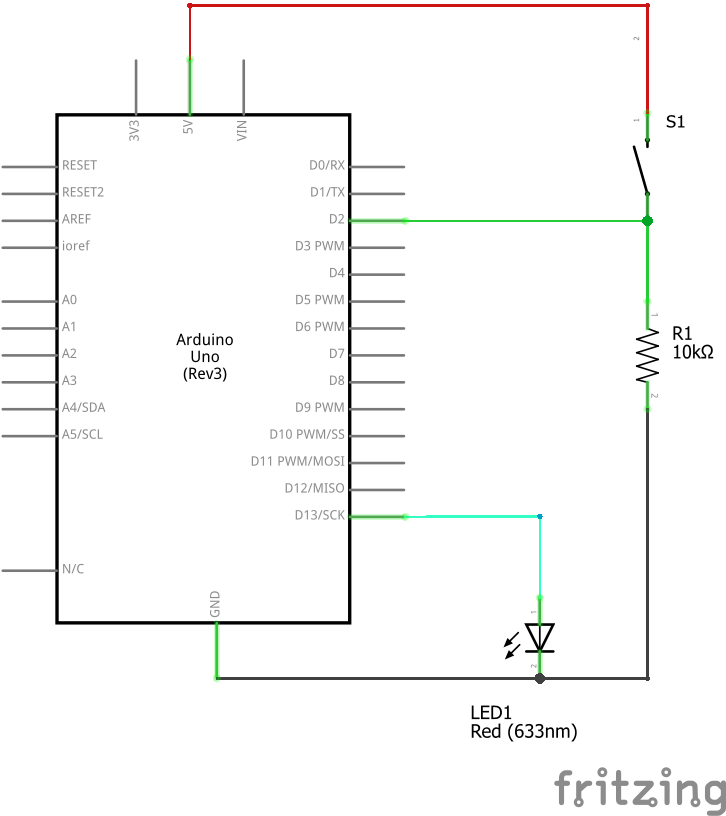 2
1
S1
3V3
5V
VIN
RESET
RESET2
AREF
ioref
A0
A1
A2
A3
A4/SDA
A5/SCL
N/C
Arduino
Uno
(Rev3)
D0/RX
D1/TX
D2
D3 PWM
D4
D5 PWM
D6 PWM
D7
D8
D9 PWM
D10 PWM/SS
D11 PWM/MOSI
D12/MISO
D13/SCK
GND
1
R1
10kΩ
2
1
2
LED1
Red (633nm)
fritzing